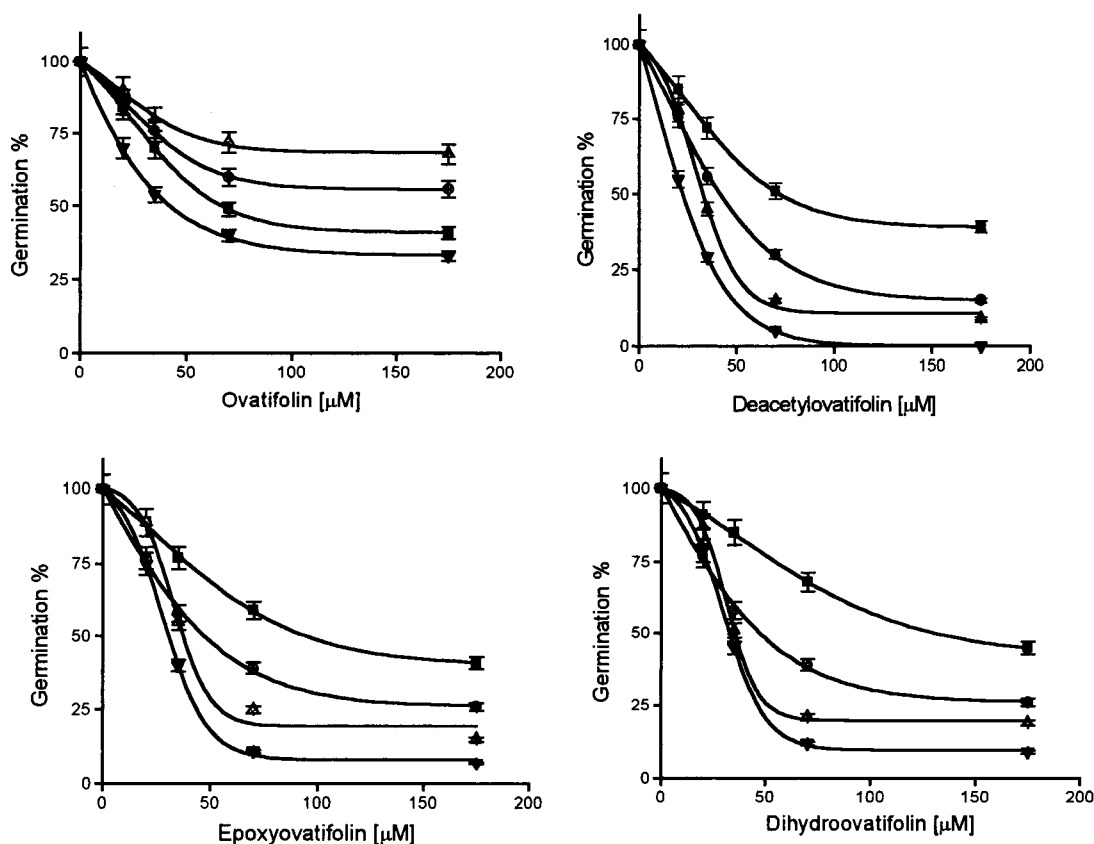 Germination %
100
75
50
25
0
0 50 100 150 200
Ovatifolin [μM]
Germination %
100
75
50
25
0
0 50 100 150 200
Deacetylovatifolin [μM]
Germination %
100
75
50
25
0
0 50 100 150 200
Epoxyovatifolin [μM]
Germination %
100
75
50
25
0
0 50 100 150 200
Dihydroovatifolin [μM]